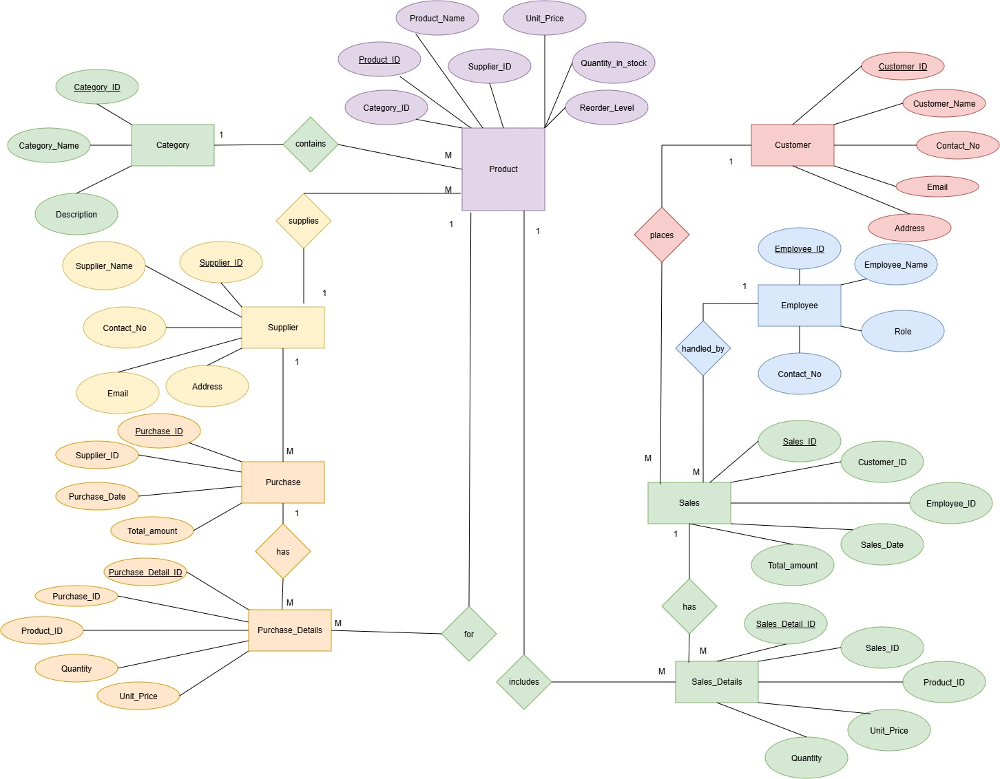 Product_Name
Unit_Price
Product_ID
Supplier_ID
Quantity_in_stock
Category_ID
Reorder_Level
Product
Category_ID
Category_Name
Category
Description
1
contains
M
M
supplies
1
1
Customer_ID
Customer_Name
Customer
Contact_No
Email
Address
1
places
Employee_ID
Employee_Name
1
Employee
Role
handled_by
Contact_No
Supplier_Name
Supplier_ID
1
Contact_No
Supplier
Email
Address
1
Purchase_ID
Supplier_ID
M
Purchase
Purchase_Date
Total_amount
1
has
Purchase_Detail_ID
Purchase_ID
M
Product_ID
Purchase_Details
M
Quantity
Unit_Price
for
includes
M
M
Sales_ID
Customer_ID
Sales
Employee_ID
1
Sales_Date
Total_amount
has
Sales_Detail_ID
M
Sales_ID
M
Sales_Details
Product_ID
Unit_Price
Quantity